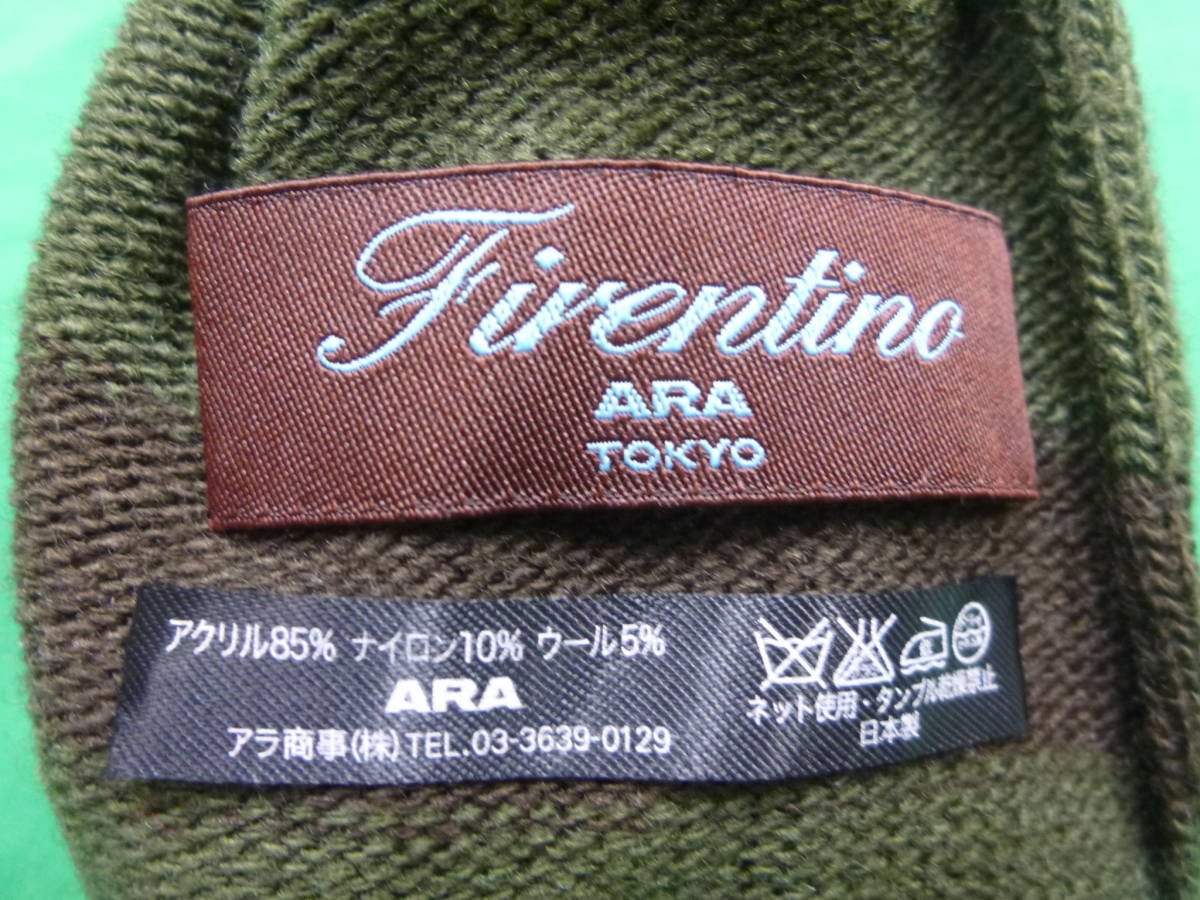 Firentino
ARA
TOKYO
アクリル85% ナイロン10% ウール5%
ARA
アラ商事(株)TEL.03-3639-0129
ネット使用・タンブル乾燥禁止
日本製